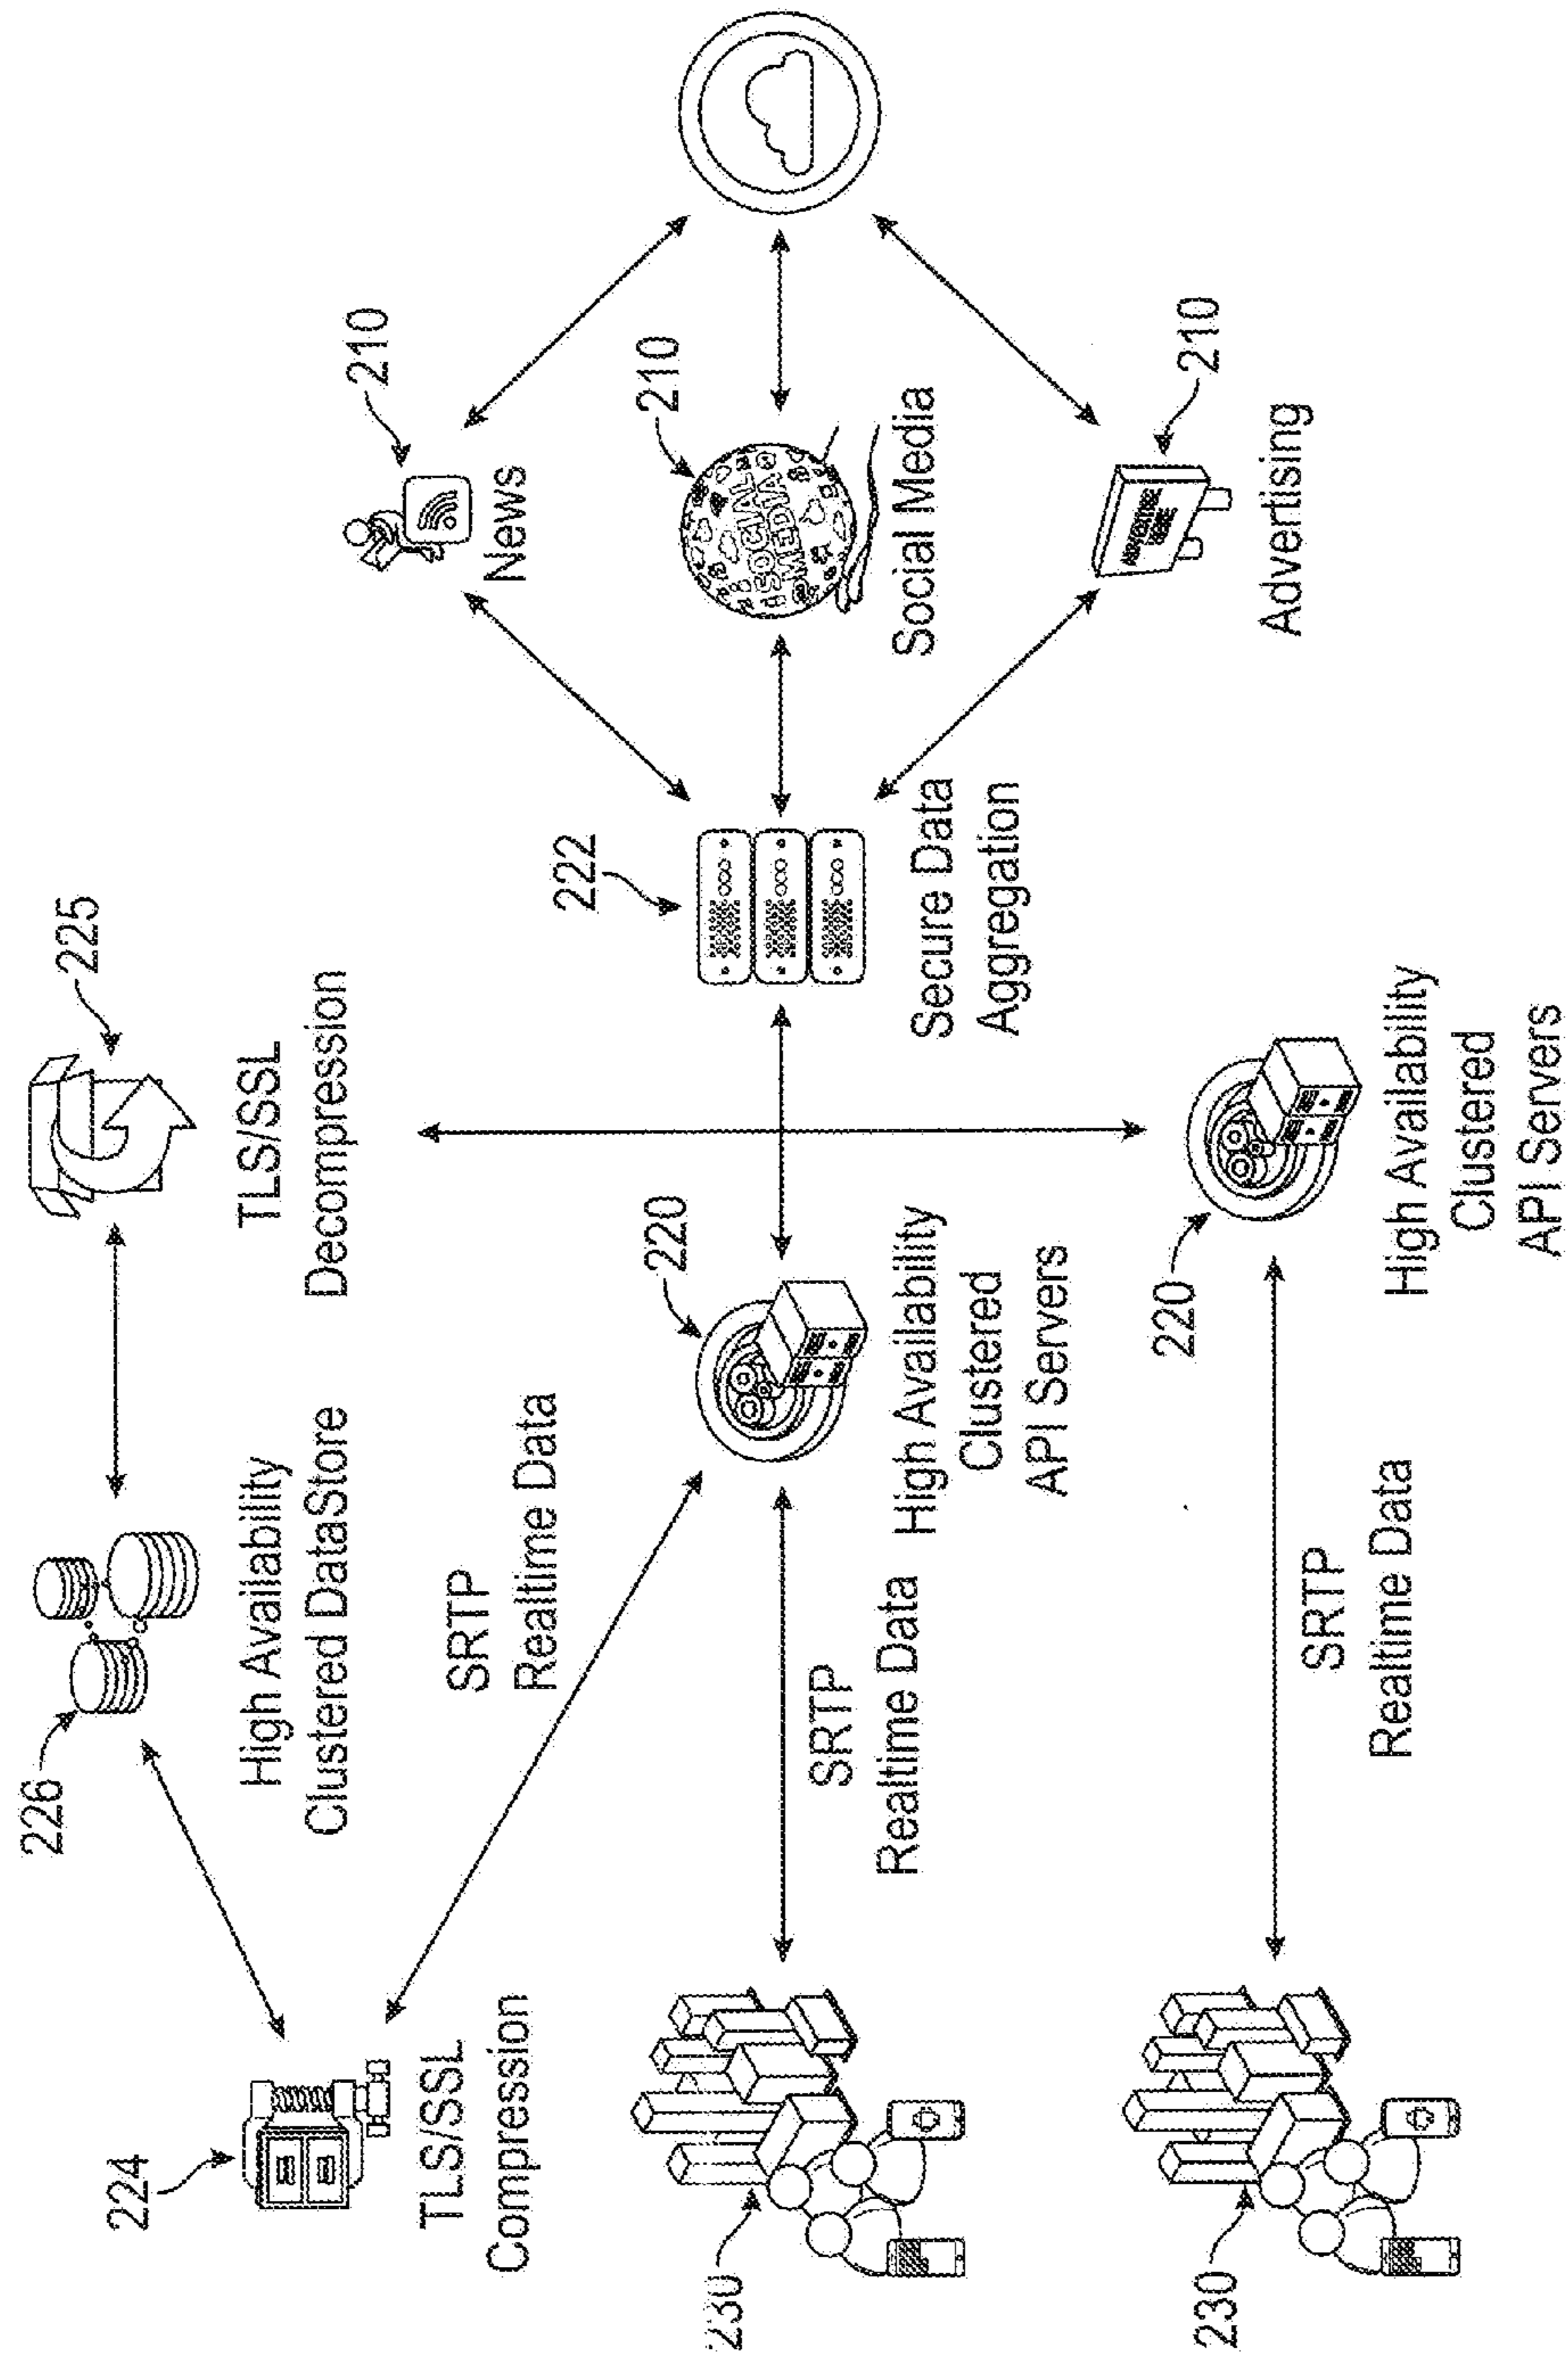 224
TLS/SSL
Compression
226
High Availability
Clustered DataStore
225
TLS/SSL
Decompression
SRTP
Realtime Data
230
SRTP
Realtime Data
220
High Availability
Clustered
API Servers
222
Secure Data
Aggregation
210
News
210
SOCIAL
MEDIA
Social Media
210
Advertising
230
SRTP
Realtime Data
220
High Availability
Clustered
API Servers